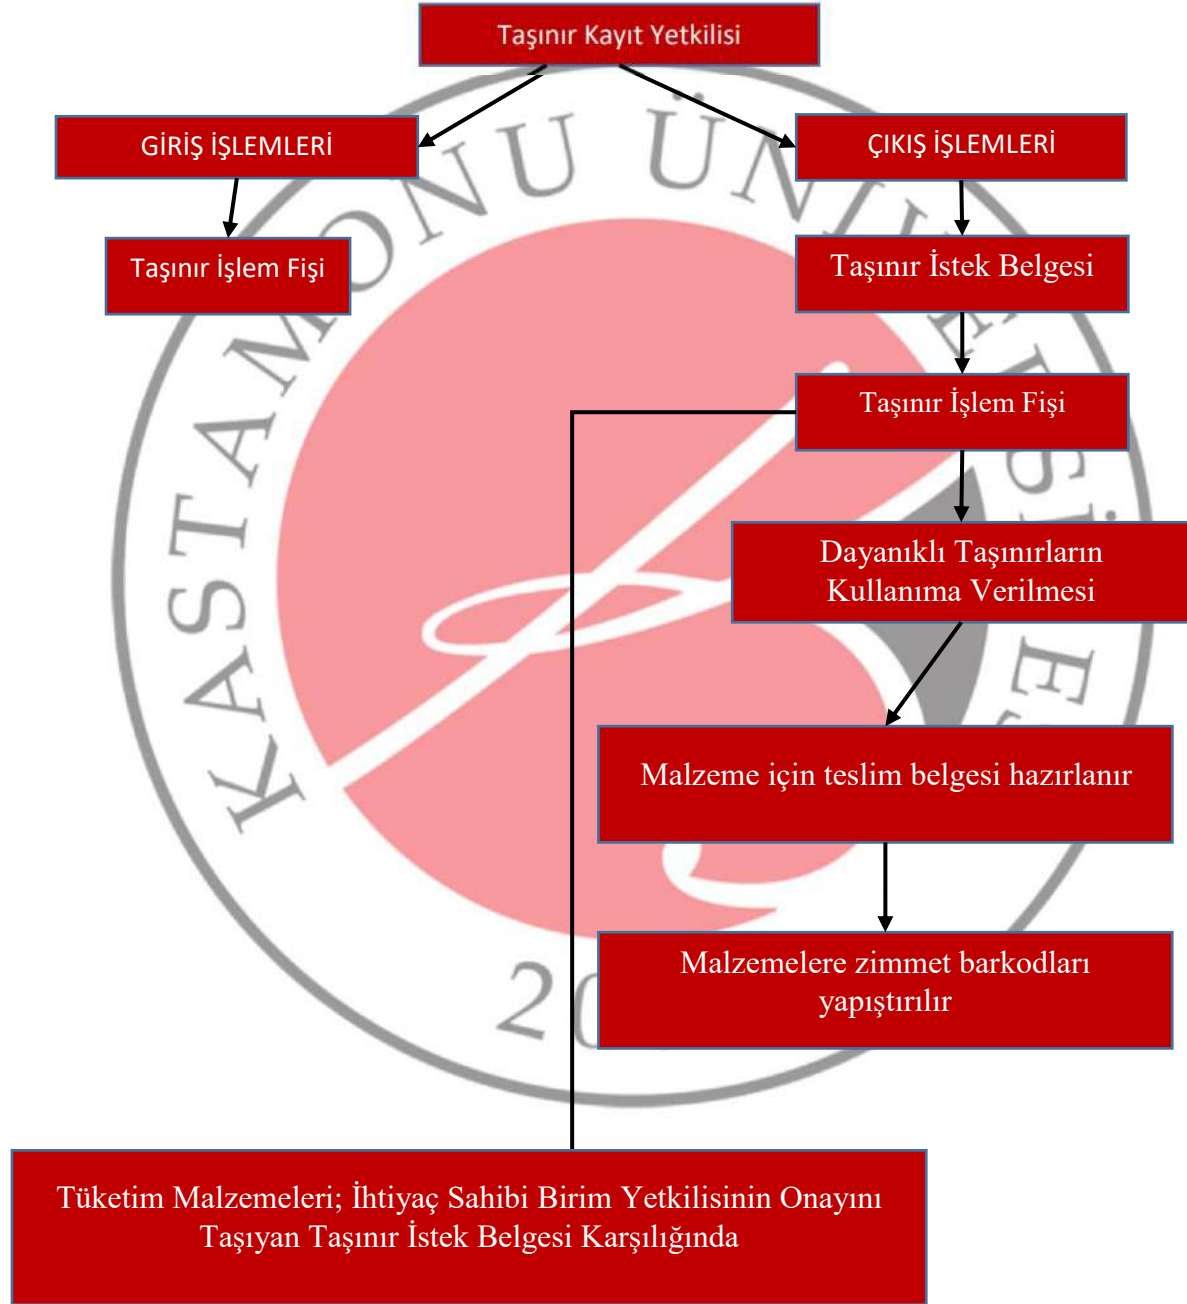 Taşınır Kayıt Yetkilisi
GİRİŞ İŞLEMLERİ
ÇIKIŞ İŞLEMLERİ
Taşınır İşlem Fişi
Taşınır İstek Belgesi
Taşınır İşlem Fişi
Dayanıklı Taşınırların
Kullanıma Verilmesi
Malzeme için teslim belgesi hazırlanır
Malzemelere zimmet barkodları
yapıştırılır
Tüketim Malzemeleri; İhtiyaç Sahibi Birim Yetkilisinin Onayını
Taşıyan Taşınır İstek Belgesi Karşılığında
KASTAMONU